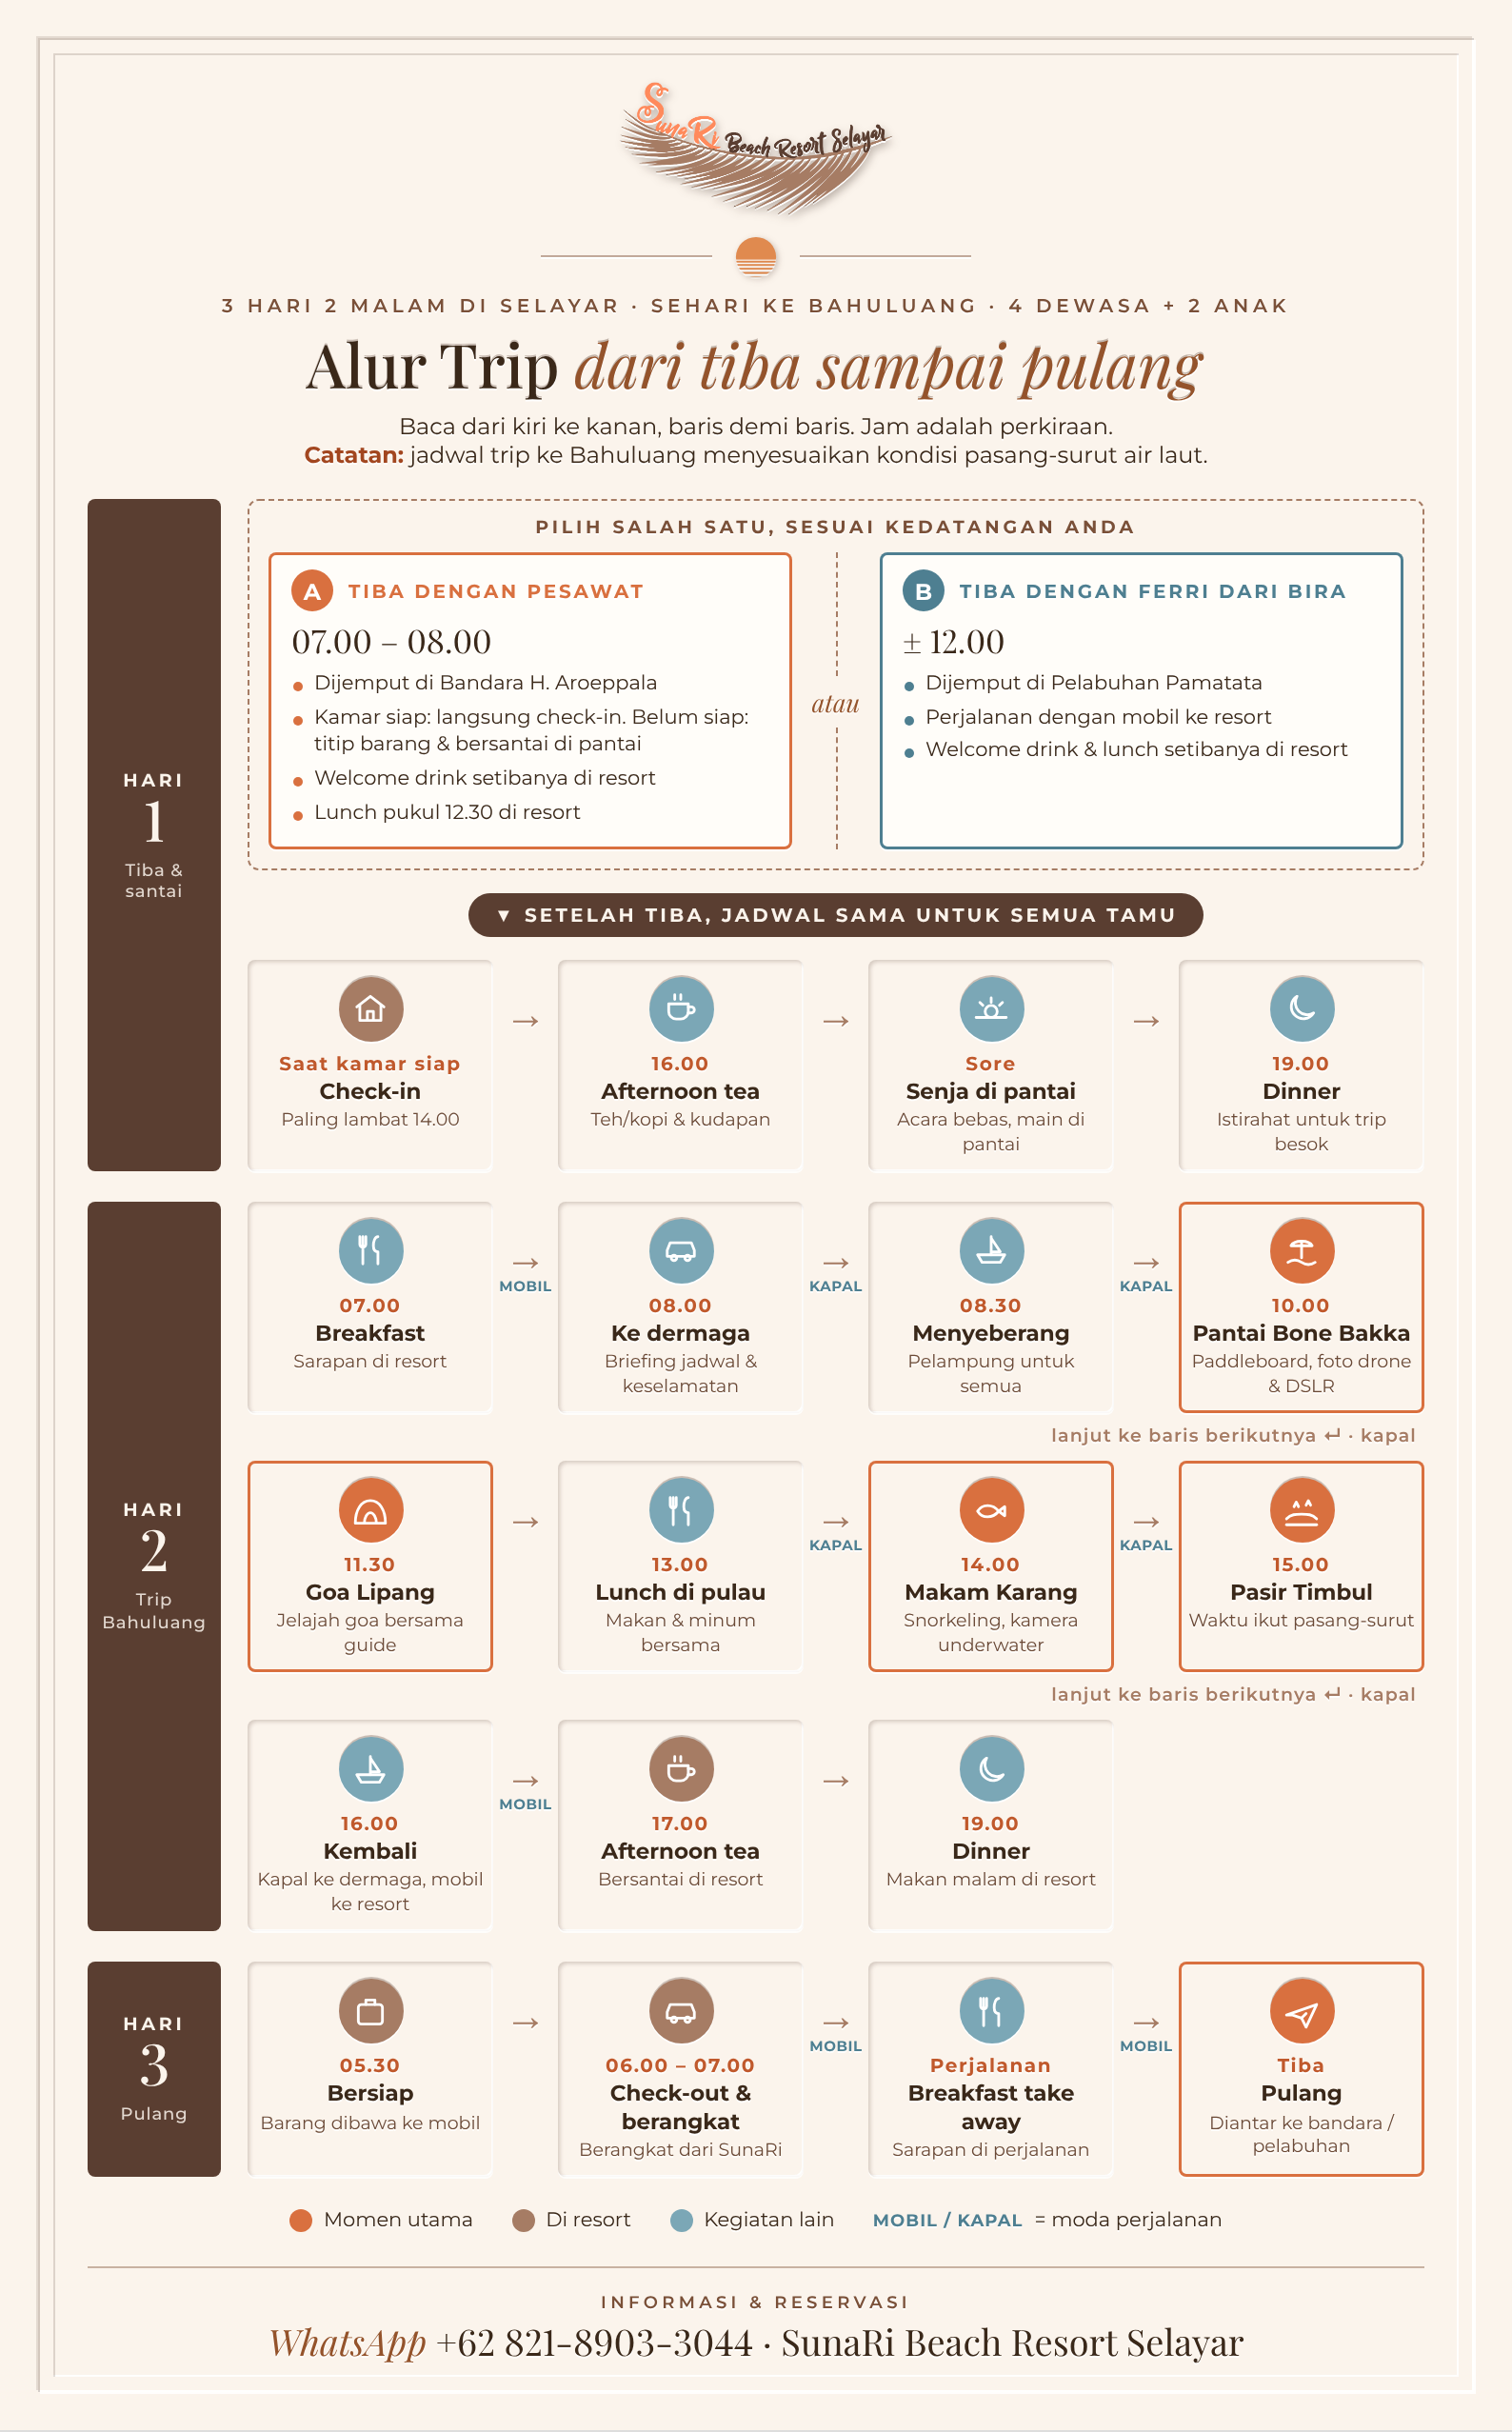 SunaRi Beach Resort Selayar
3 HARI 2 MALAM DI SELAYAR · SEHARI KE BAHULUANG · 4 DEWASA + 2 ANAK
Alur Trip dari tiba sampai pulang
Baca dari kiri ke kanan, baris demi baris. Jam adalah perkiraan.
Catatan: jadwal trip ke Bahuluang menyesuaikan kondisi pasang-surut air laut.
HARI
1
Tiba &
santai
PILIH SALAH SATU, SESUAI KEDATANGAN ANDA
A TIBA DENGAN PESAWAT
07.00 – 08.00
• Dijemput di Bandara H. Aroeppala
• Kamar siap: langsung check-in. Belum siap:
titip barang & bersantai di pantai
• Welcome drink setibanya di resort
• Lunch pukul 12.30 di resort
atau
B TIBA DENGAN FERRI DARI BIRA
± 12.00
• Dijemput di Pelabuhan Pamatata
• Perjalanan dengan mobil ke resort
• Welcome drink & lunch setibanya di resort
▼ SETELAH TIBA, JADWAL SAMA UNTUK SEMUA TAMU
Saat kamar siap
Check-in
Paling lambat 14.00
→
16.00
Afternoon tea
Teh/kopi & kudapan
→
Sore
Senja di pantai
Acara bebas, main di
pantai
→
19.00
Dinner
Istirahat untuk trip
besok
HARI
2
Trip
Bahuluang
07.00
Breakfast
Sarapan di resort
→
MOBIL
08.00
Ke dermaga
Briefing jadwal &
keselamatan
→
KAPAL
08.30
Menyeberang
Pelampung untuk
semua
→
KAPAL
10.00
Pantai Bone Bakka
Paddleboard, foto drone
& DSLR
lanjut ke baris berikutnya ↵ · kapal
11.30
Goa Lipang
Jelajah goa bersama
guide
→
13.00
Lunch di pulau
Makan & minum
bersama
→
KAPAL
14.00
Makam Karang
Snorkeling, kamera
underwater
→
KAPAL
15.00
Pasir Timbul
Waktu ikut pasang-surut
lanjut ke baris berikutnya ↵ · kapal
16.00
Kembali
Kapal ke dermaga, mobil
ke resort
→
MOBIL
17.00
Afternoon tea
Bersantai di resort
→
19.00
Dinner
Makan malam di resort
HARI
3
Pulang
05.30
Bersiap
Barang dibawa ke mobil
→
06.00 – 07.00
Check-out &
berangkat
Berangkat dari SunaRi
→
MOBIL
Perjalanan
Breakfast take
away
Sarapan di perjalanan
→
MOBIL
Tiba
Pulang
Diantar ke bandara /
pelabuhan
Momen utama
Di resort
Kegiatan lain
MOBIL / KAPAL = moda perjalanan
INFORMASI & RESERVASI
WhatsApp +62 821-8903-3044 · SunaRi Beach Resort Selayar